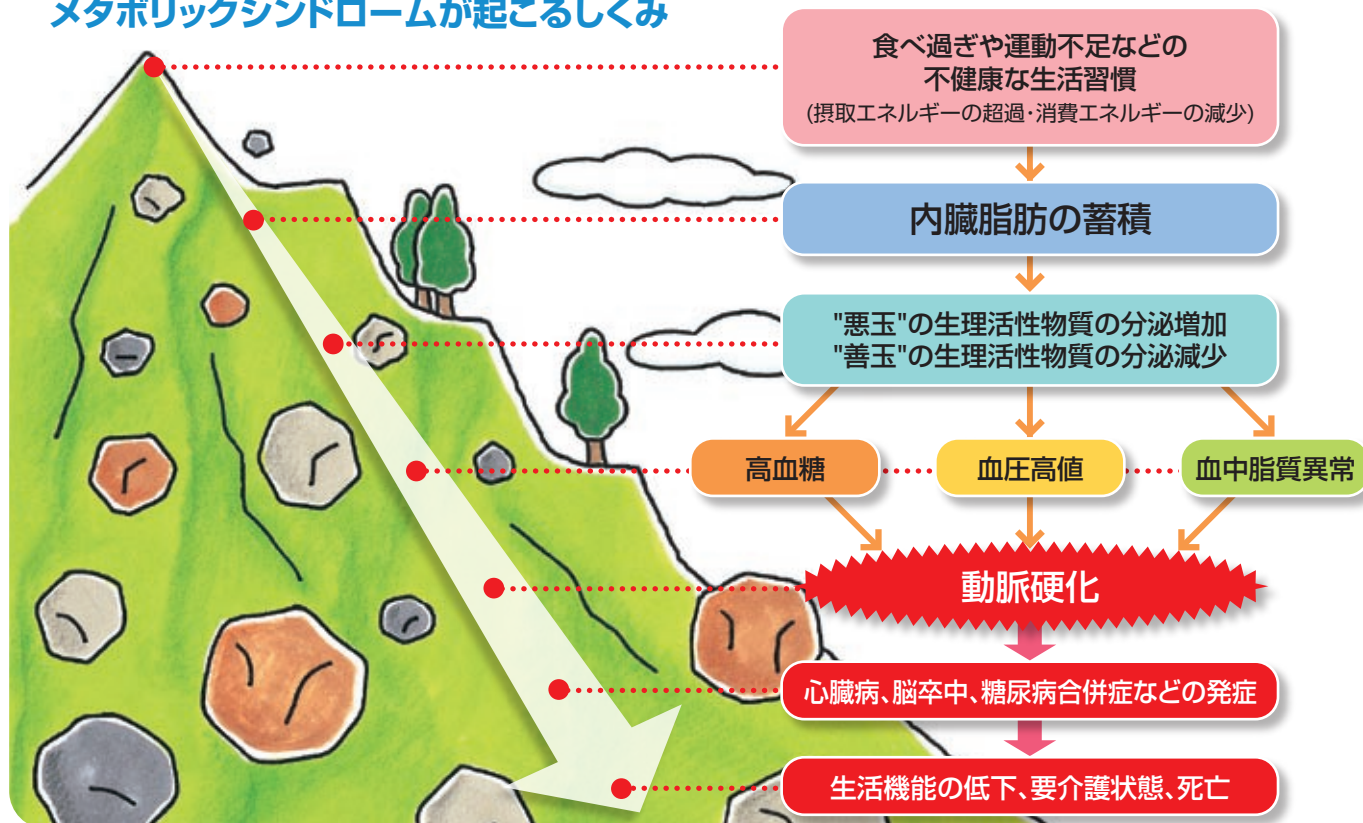 メタボリックシンドロームが起こるしくみ
食べ過ぎや運動不足などの
不健康な生活習慣
(摂取エネルギーの超過・消費エネルギーの減少)
内臓脂肪の蓄積
"悪玉"の生理活性物質の分泌増加
"善玉"の生理活性物質の分泌減少
高血糖
血圧高値
血中脂質異常
動脈硬化
心臓病、脳卒中、糖尿病合併症などの発症
生活機能の低下、要介護状態、死亡